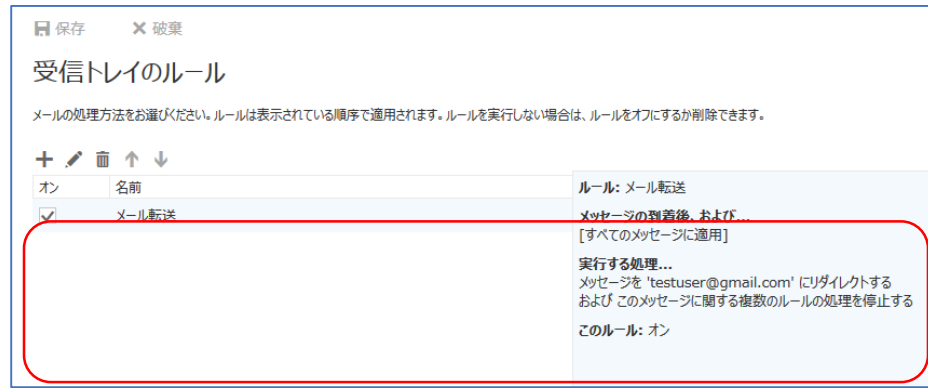 保存 破棄
受信トレイのルール
メールの処理方法をお選びください。ルールは表示されている順序で適用されます。ルールを実行しない場合は、ルールをオフにするか削除できます。
オン 名前
メール転送
ルール: メール転送
メッセージの到着後、および...
[すべてのメッセージに適用]
実行する処理...
メッセージを 'testuser@gmail.com' にリダイレクトする
および このメッセージに関する複数のルールの処理を停止する
このルール: オン